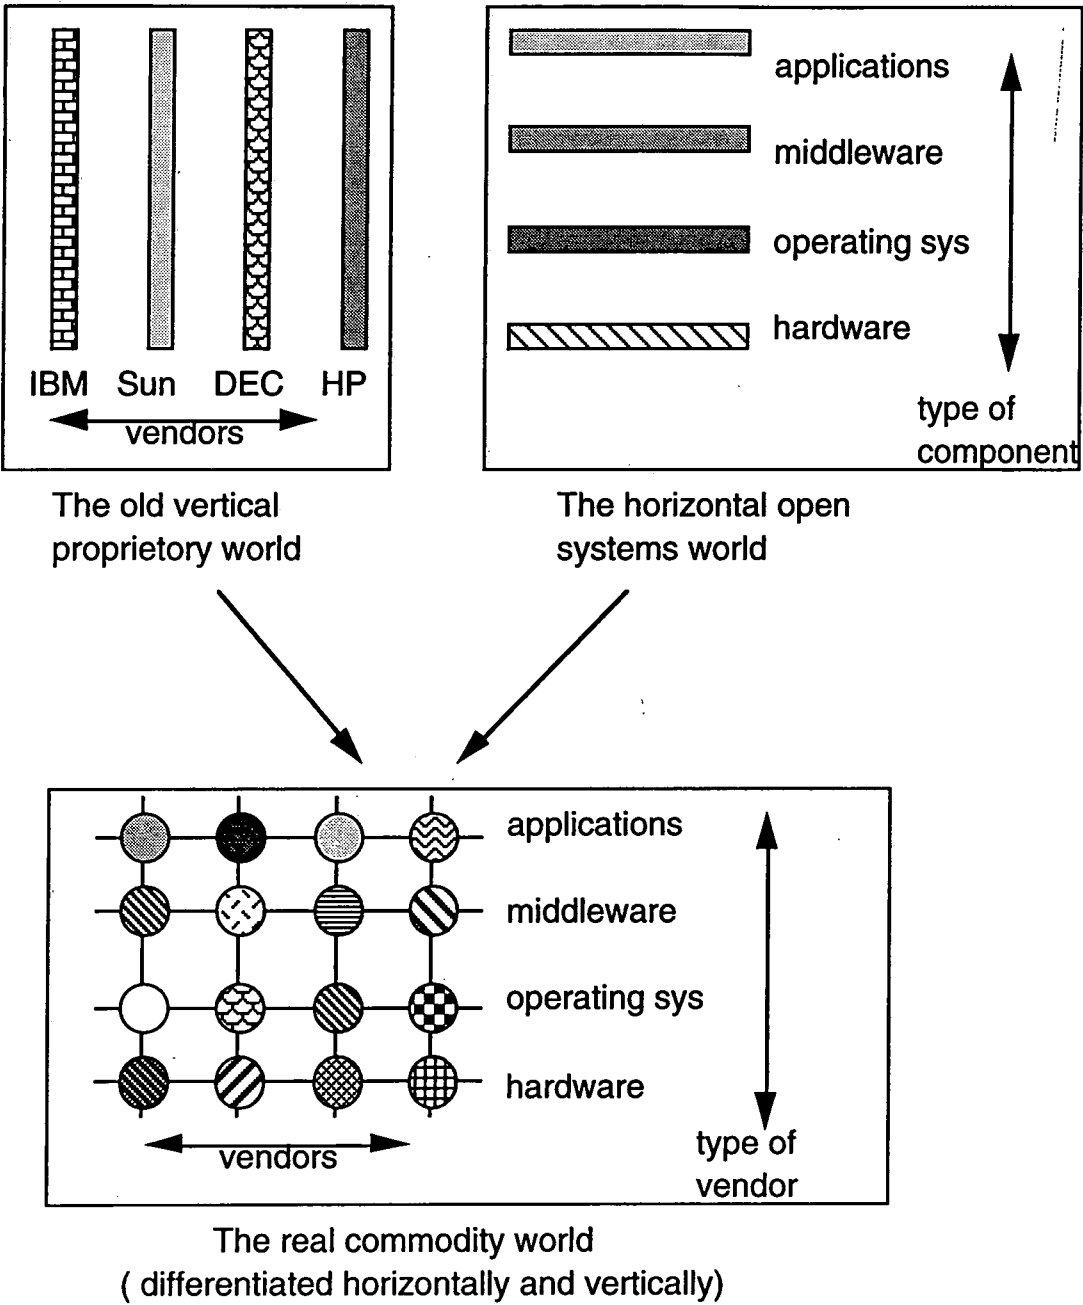 IBM Sun DEC HP
vendors
The old vertical
proprietory world
applications
middleware
operating sys
hardware
type of
component
The horizontal open
systems world
applications
middleware
operating sys
hardware
vendors
type of
vendor
The real commodity world
( differentiated horizontally and vertically)